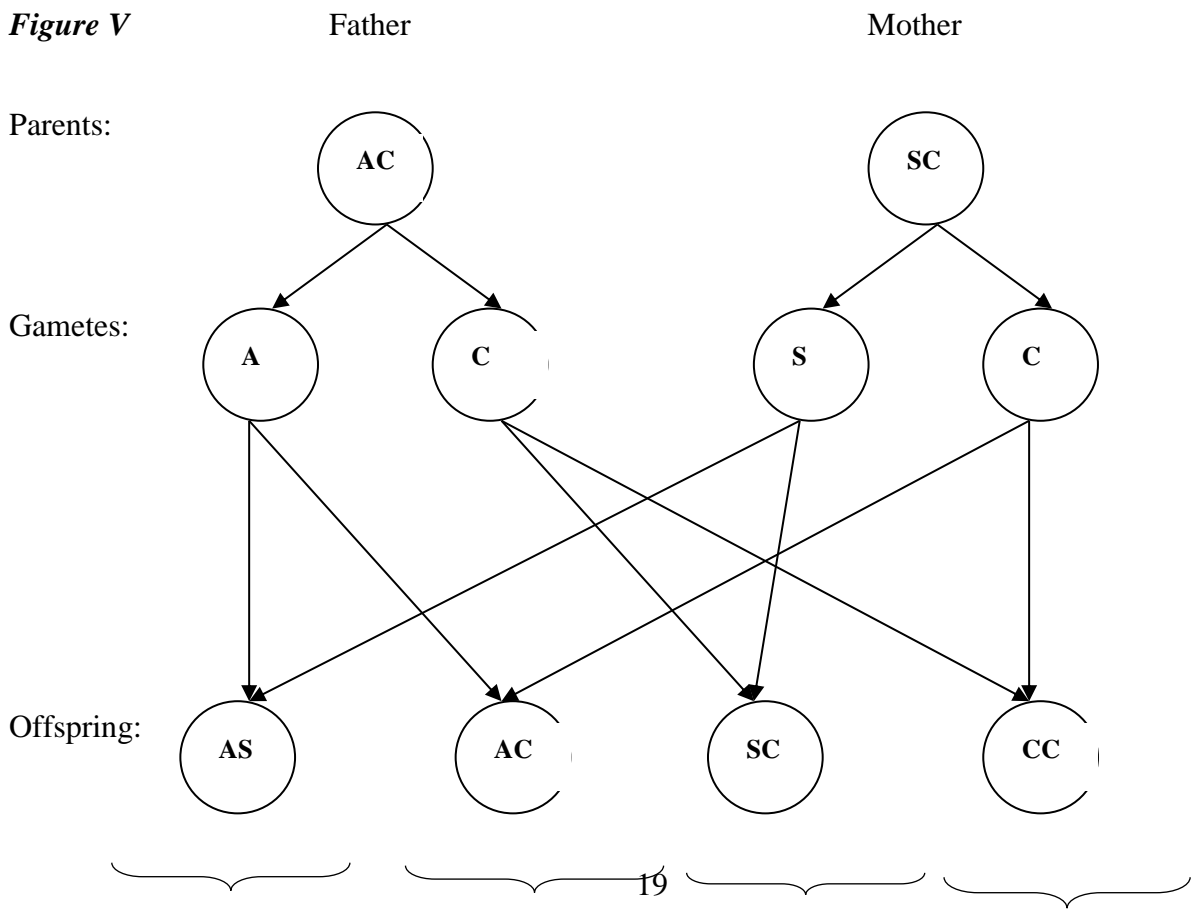 Figure V Father Mother
Parents:
AC SC
Gametes:
A C S C
Offspring:
AS AC SC CC
19